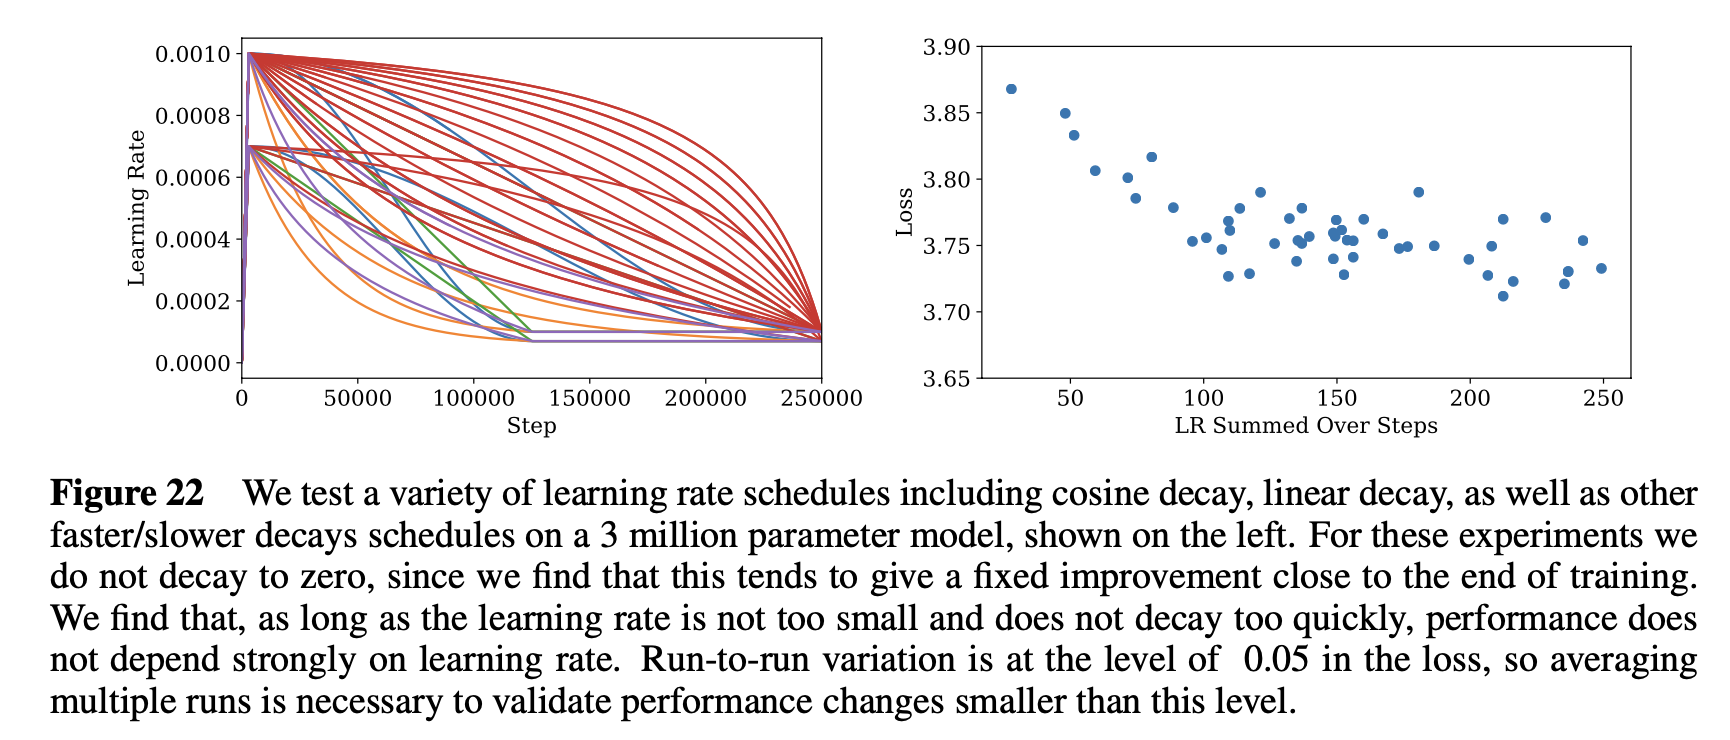 0.0010
0.0008
0.0006
0.0004
0.0002
0.0000
Learning Rate
0 50000 100000 150000 200000 250000
Step
3.90
3.85
3.80
3.75
3.70
3.65
Loss
50 100 150 200 250
LR Summed Over Steps
Figure 22 We test a variety of learning rate schedules including cosine decay, linear decay, as well as other
faster/slower decays schedules on a 3 million parameter model, shown on the left. For these experiments we
do not decay to zero, since we find that this tends to give a fixed improvement close to the end of training.
We find that, as long as the learning rate is not too small and does not decay too quickly, performance does
not depend strongly on learning rate. Run-to-run variation is at the level of 0.05 in the loss, so averaging
multiple runs is necessary to validate performance changes smaller than this level.